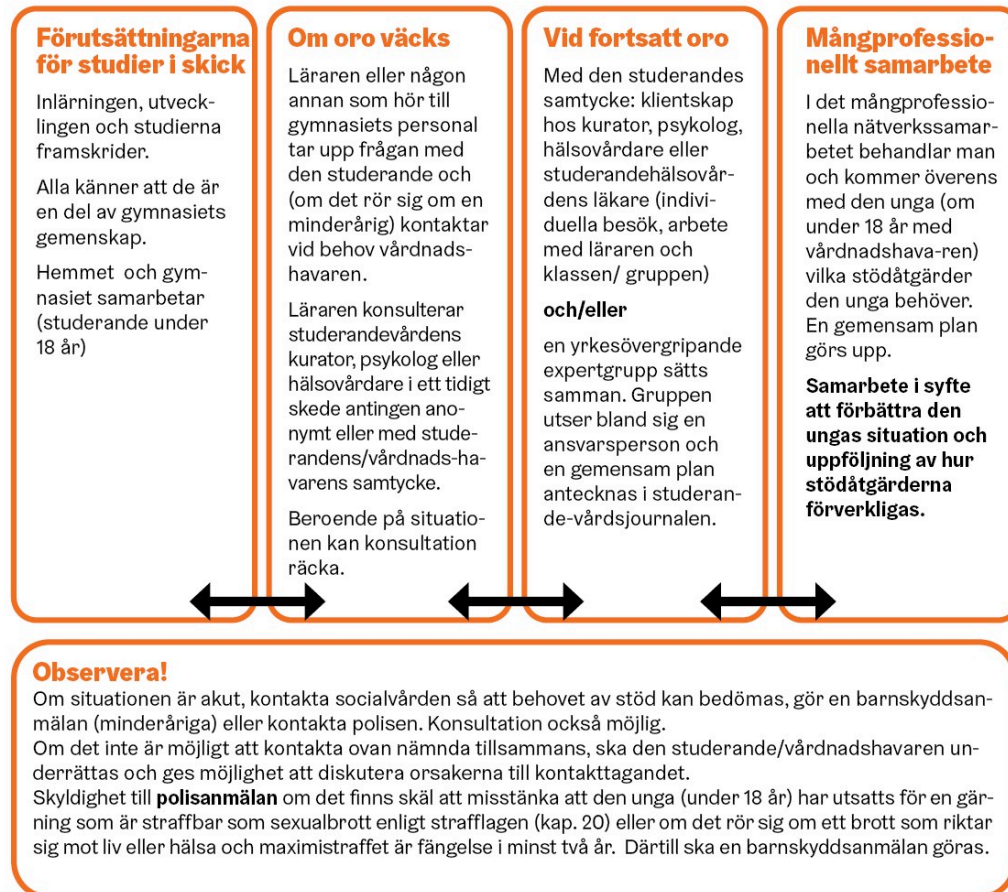 Förutsättningarna
för studier i skick
Inlärningen, utveck-
lingen och studierna
framskrider.
Alla känner att de är
en del av gymnasiets
gemenskap.
Hemmet och gym-
nasiet samarbetar
(studerande under
18 år)
Om oro väcks
Läraren eller någon
annan som hör till
gymnasiets personal
tar upp frågan med
den studerande och
(om det rör sig om en
minderårig) kontaktar
vid behov vårdnads-
havaren.
Läraren konsulterar
studerandevårdens
kurator, psykolog eller
hälsovårdare i ett tidigt
skede antingen ano-
nymt eller med stude-
randens/vårdnads-ha-
varens samtycke.
Beroende på situatio-
nen kan konsultation
räcka.
Vid fortsatt oro
Med den studerandes
samtycke: klientskap
hos kurator, psykolog,
hälsovårdare eller
studerandehälsovår-
dens läkare (indivi-
duella besök, arbete
med läraren och
klassen/ gruppen)
och/eller
en yrkesövergripande
expertgrupp sätts
samman. Gruppen
utser bland sig en
ansvarsperson och
en gemensam plan
antecknas i studeran-
de-vårdsjournalen.
Mångprofessio-
nellt samarbete
I det mångprofessio-
nella nätverkssamar-
betet behandlar man
och kommer överens
med den unga (om
under 18 år med
vårdnadshava-ren)
vilka stödåtgärder
den unga behöver.
En gemensam plan
görs upp.
Samarbete i syfte
att förbättra den
ungas situation och
uppföljning av hur
stödåtgärderna
förverkligas.
Observera!
Om situationen är akut, kontakta socialvården så att behovet av stöd kan bedömas, gör en barnskyddsan-
mälan (minderåriga) eller kontakta polisen. Konsultation också möjlig.
Om det inte är möjligt att kontakta ovan nämnda tillsammans, ska den studerande/vårdnadshavaren un-
derrättas och ges möjlighet att diskutera orsakerna till kontakttagandet.
Skyldighet till polisanmälan om det finns skäl att misstänka att den unga (under 18 år) har utsatts för en gär-
ning som är straffbar som sexualbrott enligt strafflagen (kap. 20) eller om det rör sig om ett brott som riktar
sig mot liv eller hälsa och maximistraffet är fängelse i minst två år. Därtill ska en barnskyddsanmälan göras.